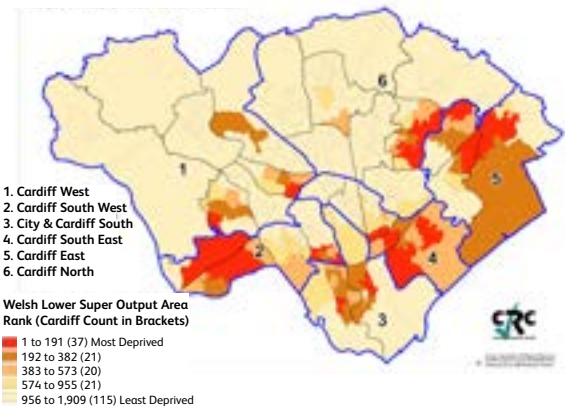 6
1
5
1. Cardiff West
2. Cardiff South West
3. City & Cardiff South
4. Cardiff South East
5. Cardiff East
6. Cardiff North
2
4
Welsh Lower Super Output Area
Rank (Cardiff Count in Brackets)
3
CRC
1 to 191 (37) Most Deprived
192 to 382 (21)
383 to 573 (20)
574 to 955 (21)
956 to 1,909 (115) Least Deprived